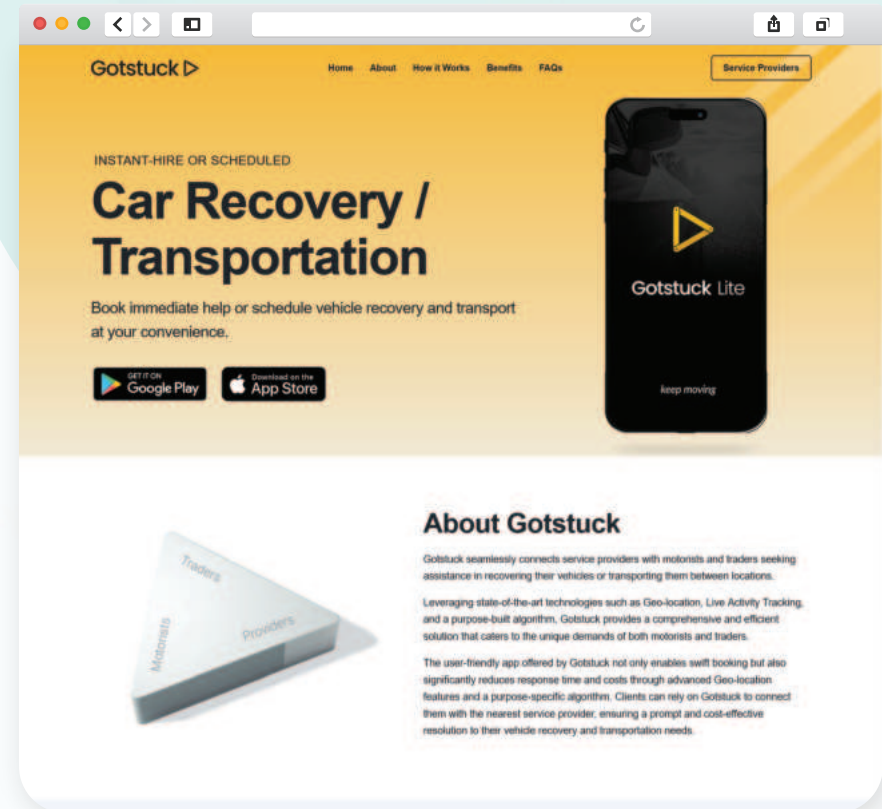 Gotstuck
Home About How it Works Benefits FAQs
Service Providers
INSTANT-HIRE OR SCHEDULED
Car Recovery /
Transportation
Book immediate help or schedule vehicle recovery and transport
at your convenience.
GET IT ON
Google Play
Download on the
App Store
Gotstuck Lite
keep moving
Traders
Motorists
Providers
About Gotstuck
Gotstuck seamlessly connects service providers with motorists and traders seeking
assistance in recovering their vehicles or transporting them between locations.
Leveraging state-of-the-art technologies such as Geo-location, Live Activity Tracking,
and a purpose-built algorithm, Gotstuck provides a comprehensive and efficient
solution that caters to the unique demands of both motorists and traders.
The user-friendly app offered by Gotstuck not only enables swift booking but also
significantly reduces response time and costs through advanced Geo-location
features and a purpose-specific algorithm. Clients can rely on Gotstuck to connect
them with the nearest service provider, ensuring a prompt and cost-effective
resolution to their vehicle recovery and transportation needs.